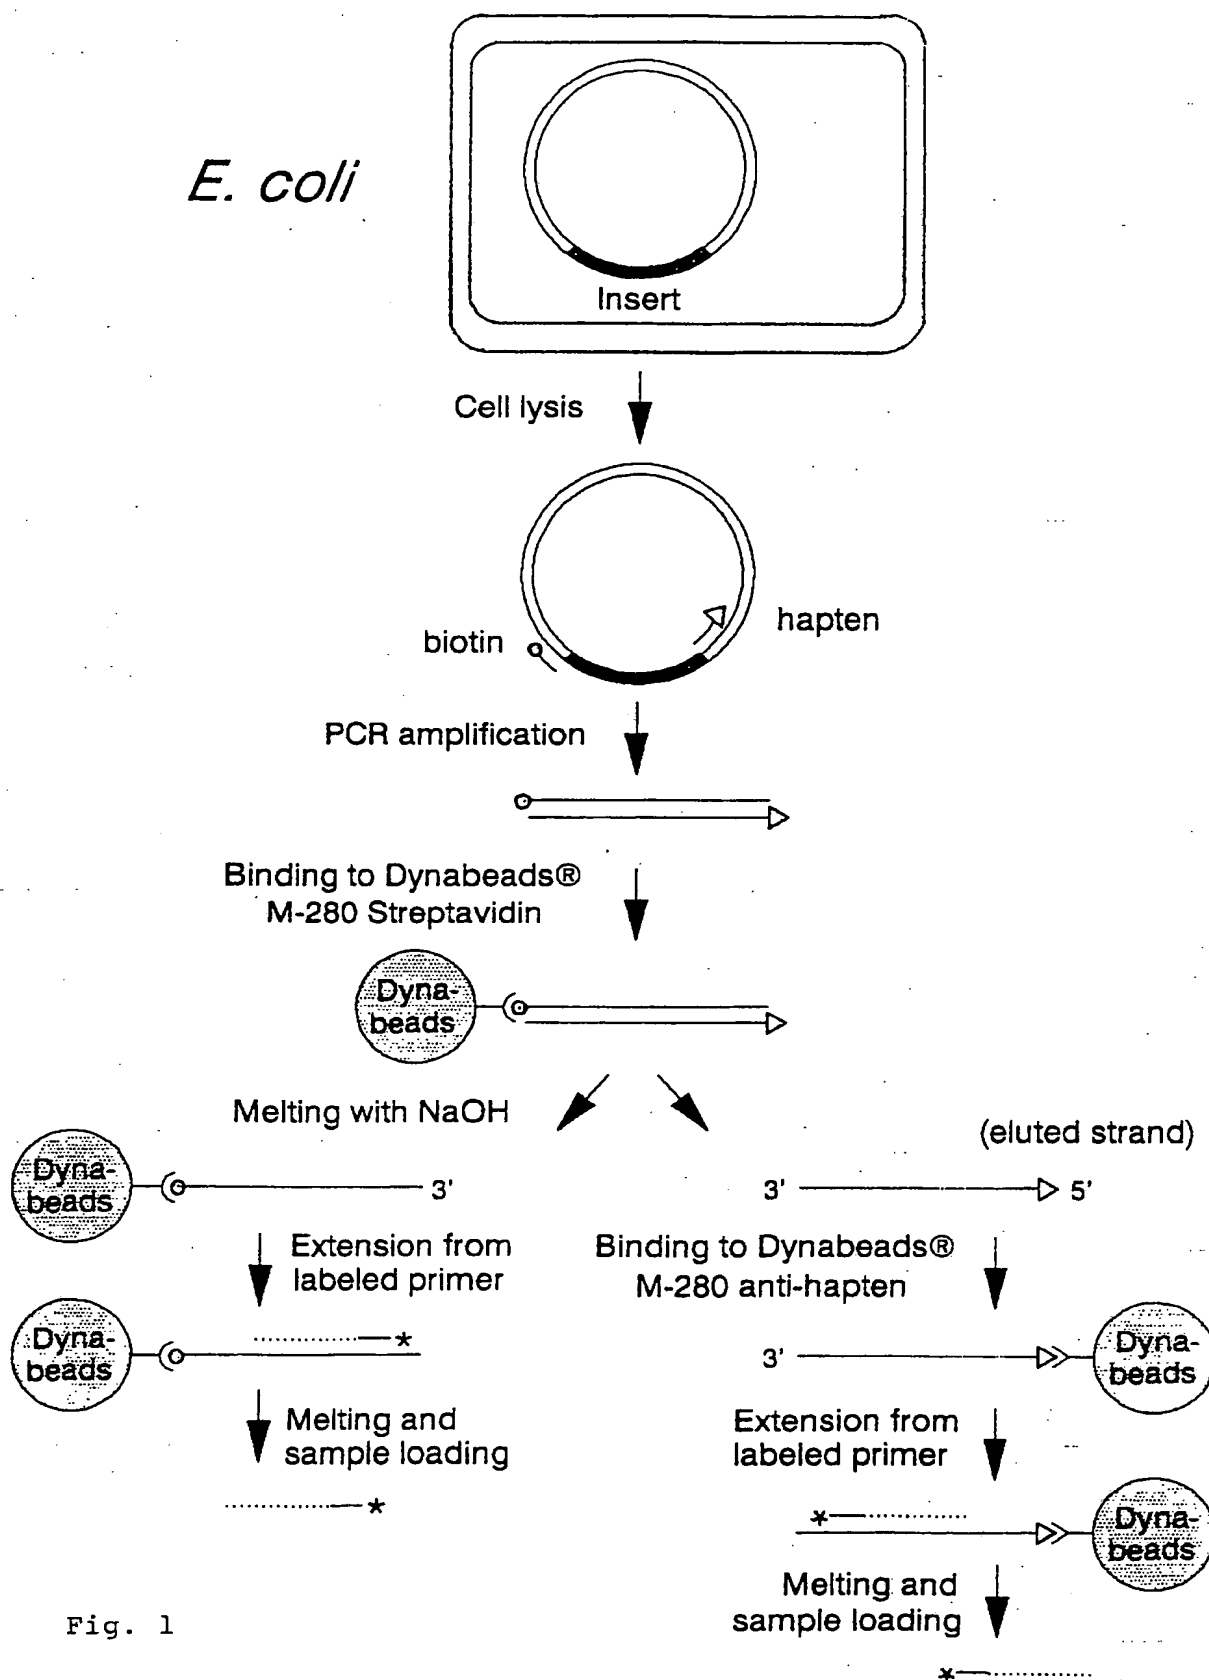 E. coli
Insert
Cell lysis
biotin
hapten
PCR amplification
Binding to Dynabeads®
M-280 Streptavidin
Dyna-
beads
Melting with NaOH
(eluted strand)
Dyna-
beads
3'
3'
5'
Extension from
labeled primer
Binding to Dynabeads®
M-280 anti-hapten
Dyna-
beads
*
3'
Dyna-
beads
Melting and
sample loading
Extension from
labeled primer
*
*
Dyna-
beads
Melting and
sample loading
Fig. 1
*